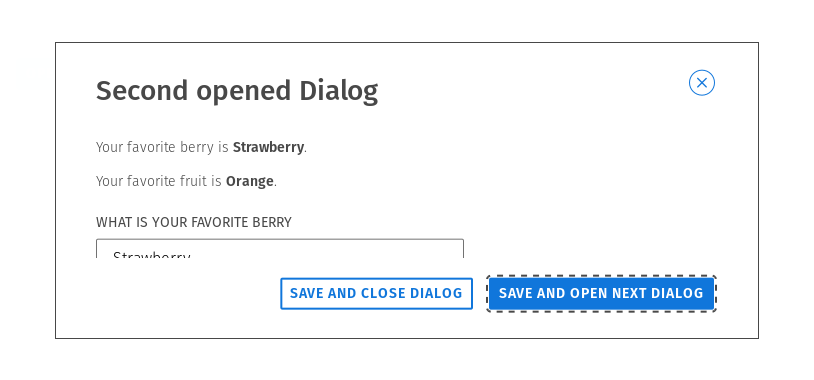 Second opened Dialog
Your favorite berry is Strawberry.
Your favorite fruit is Orange.
WHAT IS YOUR FAVORITE BERRY
Strawberry
SAVE AND CLOSE DIALOG
SAVE AND OPEN NEXT DIALOG